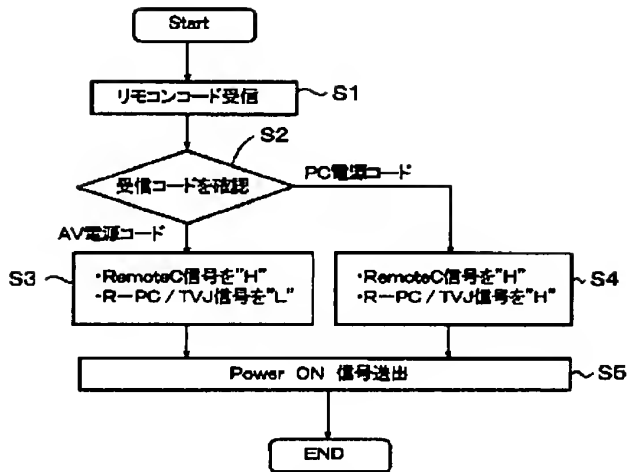 Start
リモコンコード受信
S1
S2
受信コードを確認
PC電源コード
AV電源コード
S3
・RemoteC信号を"H"
・R－PC／TVJ信号を"L"
・RemoteC信号を"H"
・R－PC／TVJ信号を"H"
S4
Power ON 信号送出
S5
END